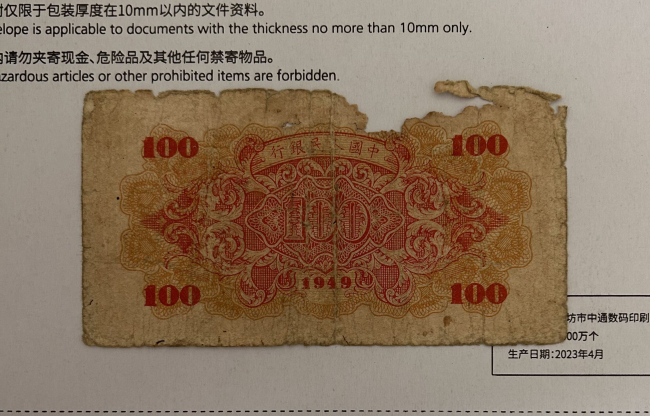 寸仅限于包装厚度在10mm以内的文件资料。
elope is applicable to documents with the thickness no more than 10mm only.
请勿夹寄现金、危险品及其他任何禁寄物品。
azardous articles or other prohibited items are forbidden.
100
100
行銀民人國中
100
1949
100
100
坊市中通数码印刷
00万个
生产日期:2023年4月